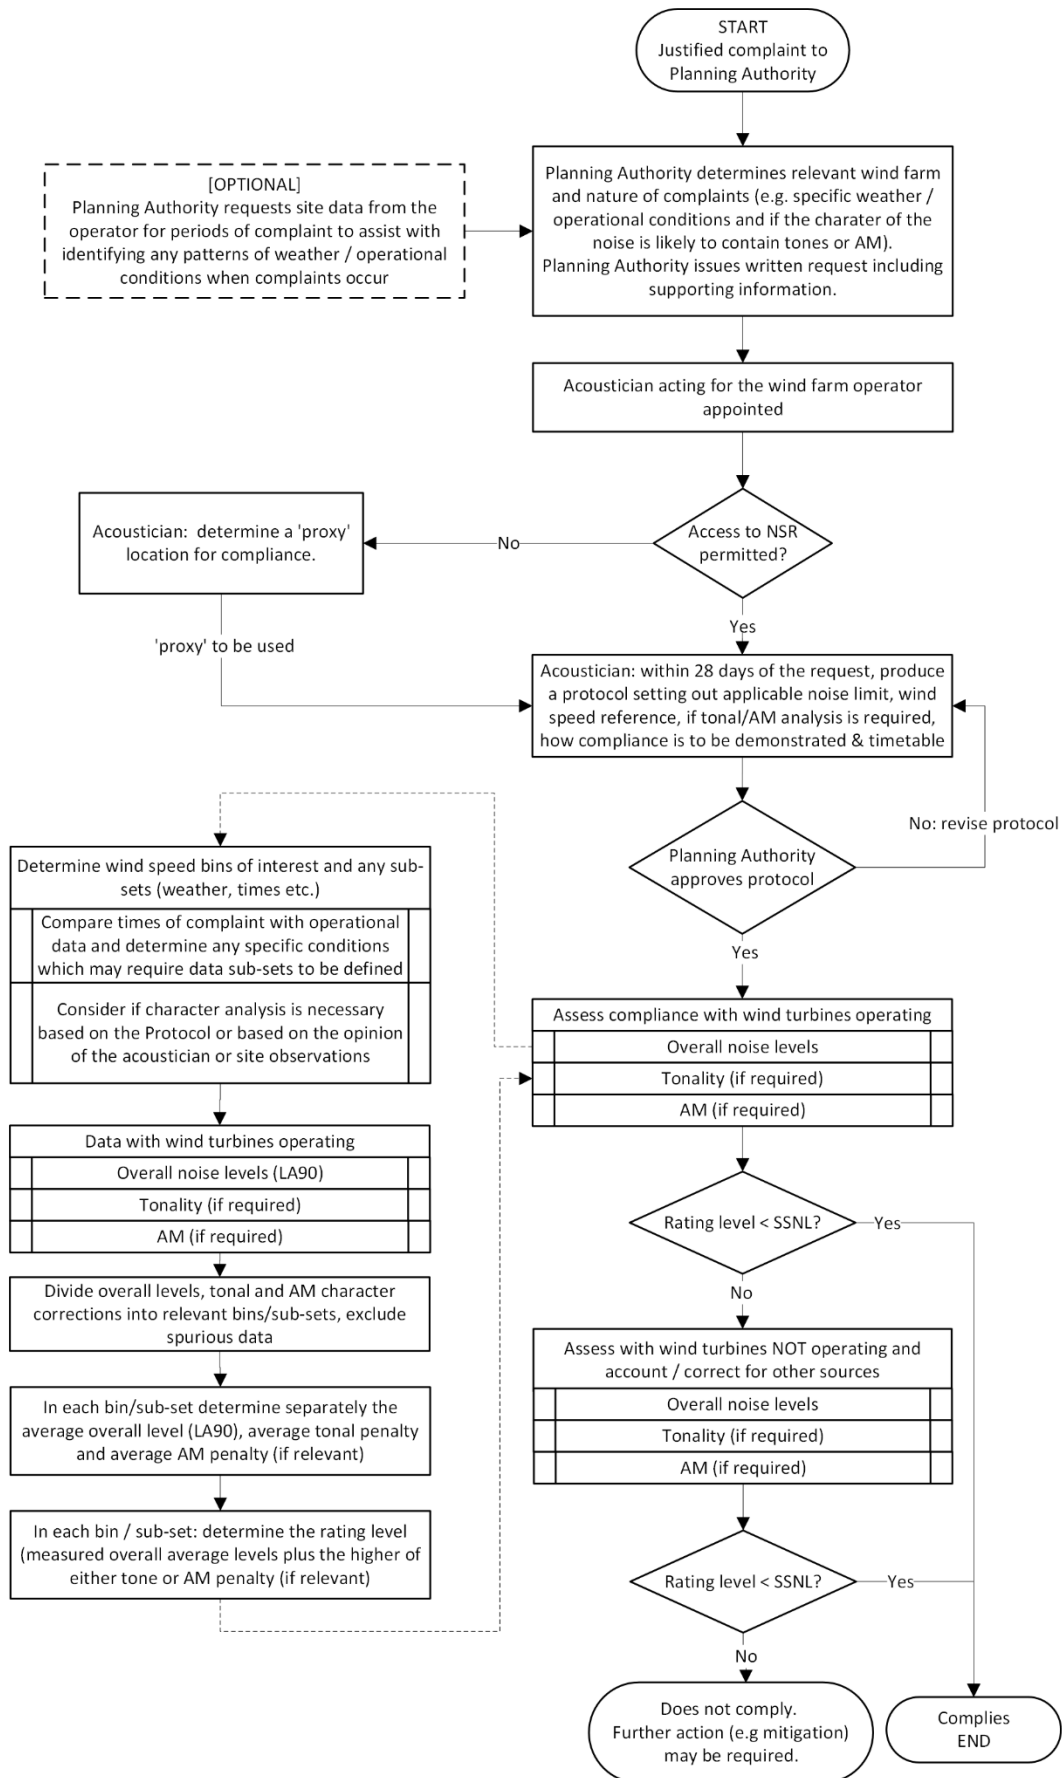 START
Justified complaint to
Planning Authority
[OPTIONAL]
Planning Authority requests site data from the
operator for periods of complaint to assist with
identifying any patterns of weather / operational
conditions when complaints occur
Planning Authority determines relevant wind farm
and nature of complaints (e.g. specific weather /
operational conditions and if the charater of the
noise is likely to contain tones or AM).
Planning Authority issues written request including
supporting information.
Acoustician acting for the wind farm operator
appointed
Access to NSR
permitted?
No
Acoustician:  determine a 'proxy'
location for compliance.
'proxy' to be used
Yes
Acoustician: within 28 days of the request, produce
a protocol setting out applicable noise limit, wind
speed reference, if tonal/AM analysis is required,
how compliance is to be demonstrated & timetable
No: revise protocol
Planning Authority
approves protocol
Yes
Determine wind speed bins of interest and any sub-
sets (weather, times etc.)
Compare times of complaint with operational
data and determine any specific conditions
which may require data sub-sets to be defined
Consider if character analysis is necessary
based on the Protocol or based on the opinion
of the acoustician or site observations
Data with wind turbines operating
Overall noise levels (LA90)
Tonality (if required)
AM (if required)
Divide overall levels, tonal and AM character
corrections into relevant bins/sub-sets, exclude
spurious data
In each bin/sub-set determine separately the
average overall level (LA90), average tonal penalty
and average AM penalty (if relevant)
In each bin / sub-set: determine the rating level
(measured overall average levels plus the higher of
either tone or AM penalty (if relevant)
Assess compliance with wind turbines operating
Overall noise levels
Tonality (if required)
AM (if required)
Rating level < SSNL?
Yes
No
Assess with wind turbines NOT operating and
account / correct for other sources
Overall noise levels
Tonality (if required)
AM (if required)
Rating level < SSNL?
Yes
No
Does not comply.
Further action (e.g mitigation)
may be required.
Complies
END